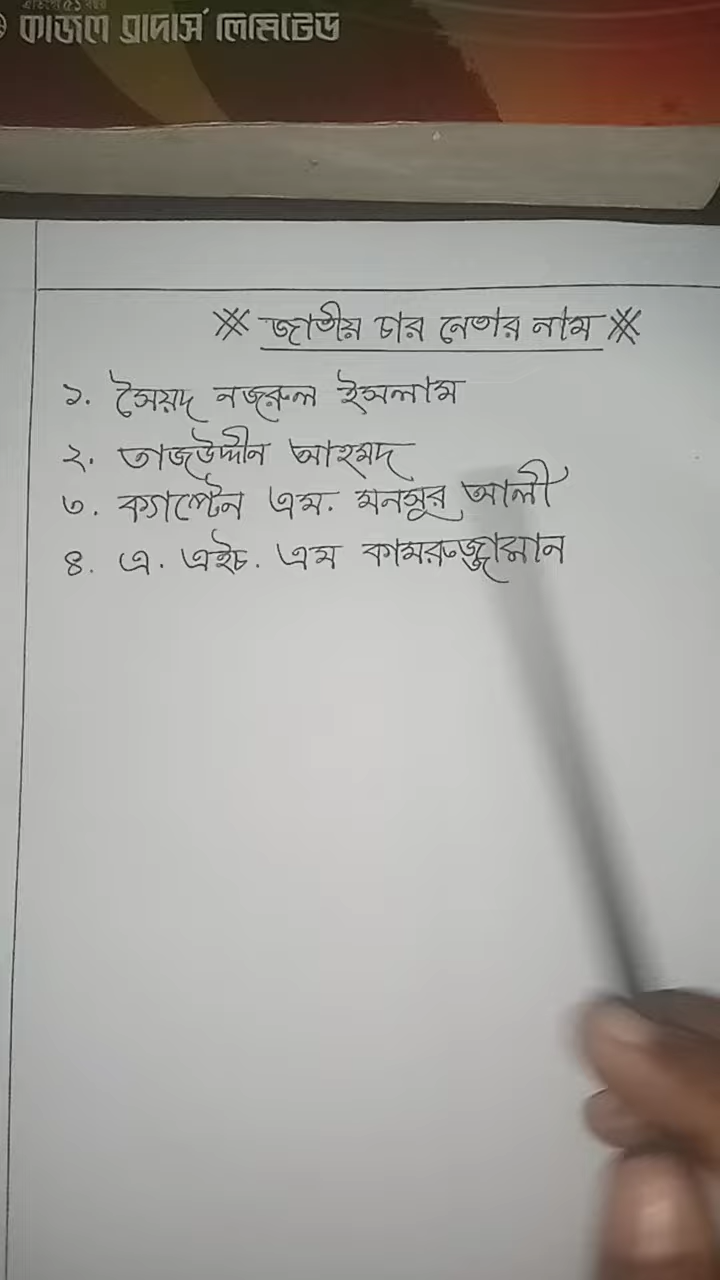 কাজল ব্রাদার্স লিমিটেড
জাতীয় চার নেতার নাম
১. সৈয়দ নজরুল ইসলাম
২. তাজউদ্দীন আহমদ
৩. ক্যাপ্টেন এম. মনসুর আলী
৪. এ. এইচ. এম কামরুজ্জামান